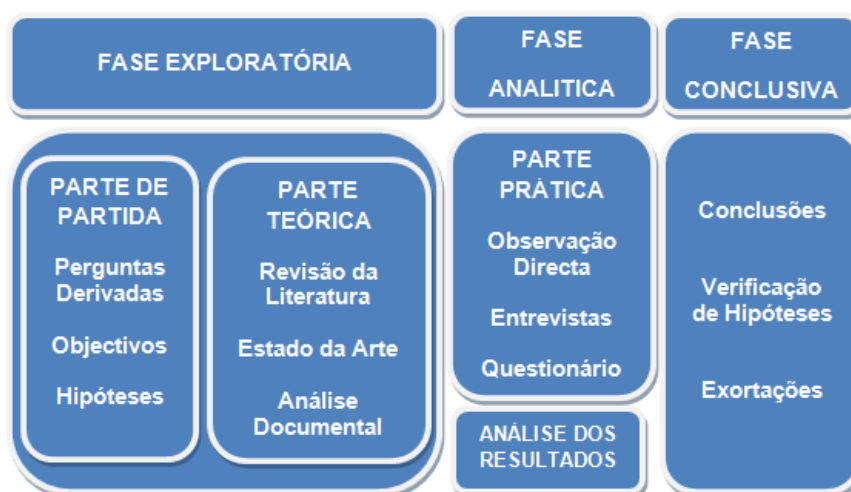 FASE EXPLORATÓRIA
FASE
ANALITICA
FASE
CONCLUSIVA
PARTE DE
PARTIDA
Perguntas
Derivadas
Objectivos
Hipóteses
PARTE
TEÓRICA
Revisão da
Literatura
Estado da Arte
Análise
Documental
PARTE
PRÀTICA
Observação
Directa
Entrevistas
Questionário
ANÁLISE DOS
RESULTADOS
Conclusões
Verificação
de Hipóteses
Exortações